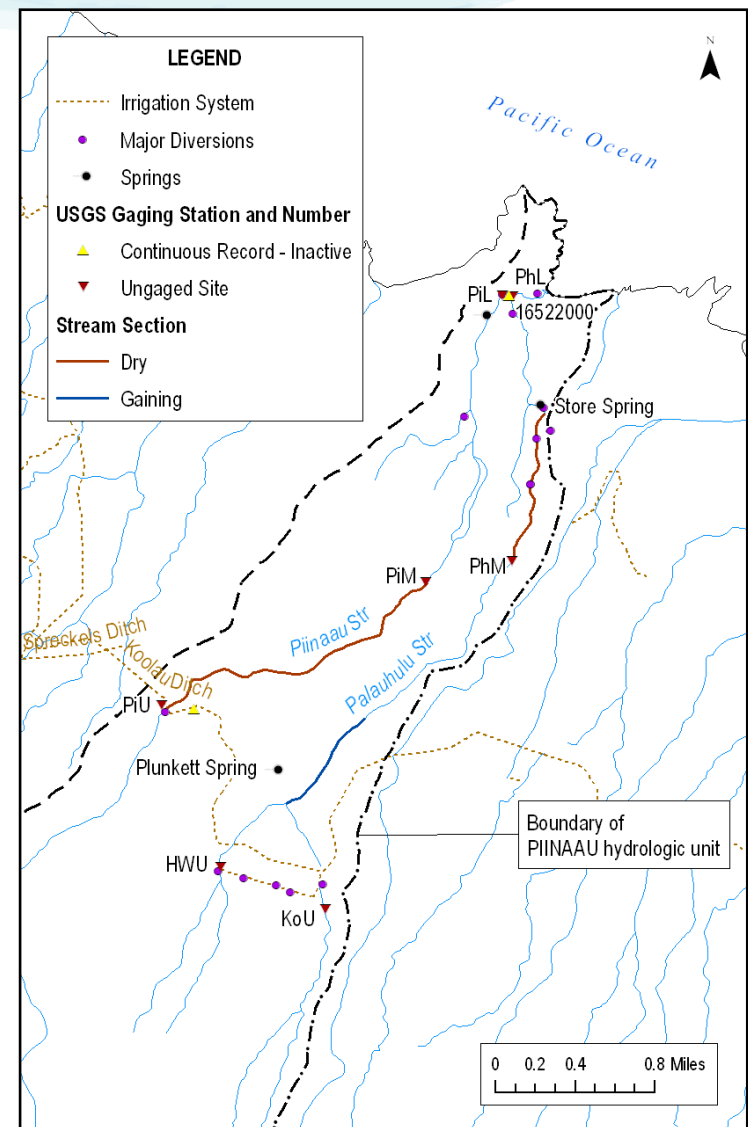 LEGEND
Irrigation System
Major Diversions
Springs
USGS Gaging Station and Number
Continuous Record - Inactive
Ungaged Site
Stream Section
Dry
Gaining
N
Pacific Ocean
PhL
PiL
16522000
Store Spring
PiM
PhM
Piinaau Str
Spreckels Ditch
Koolau Ditch
Palauhulu Str
PiU
Plunkett Spring
Boundary of
PIINAAU hydrologic unit
HWU
KoU
0 0.2 0.4 0.8 Miles